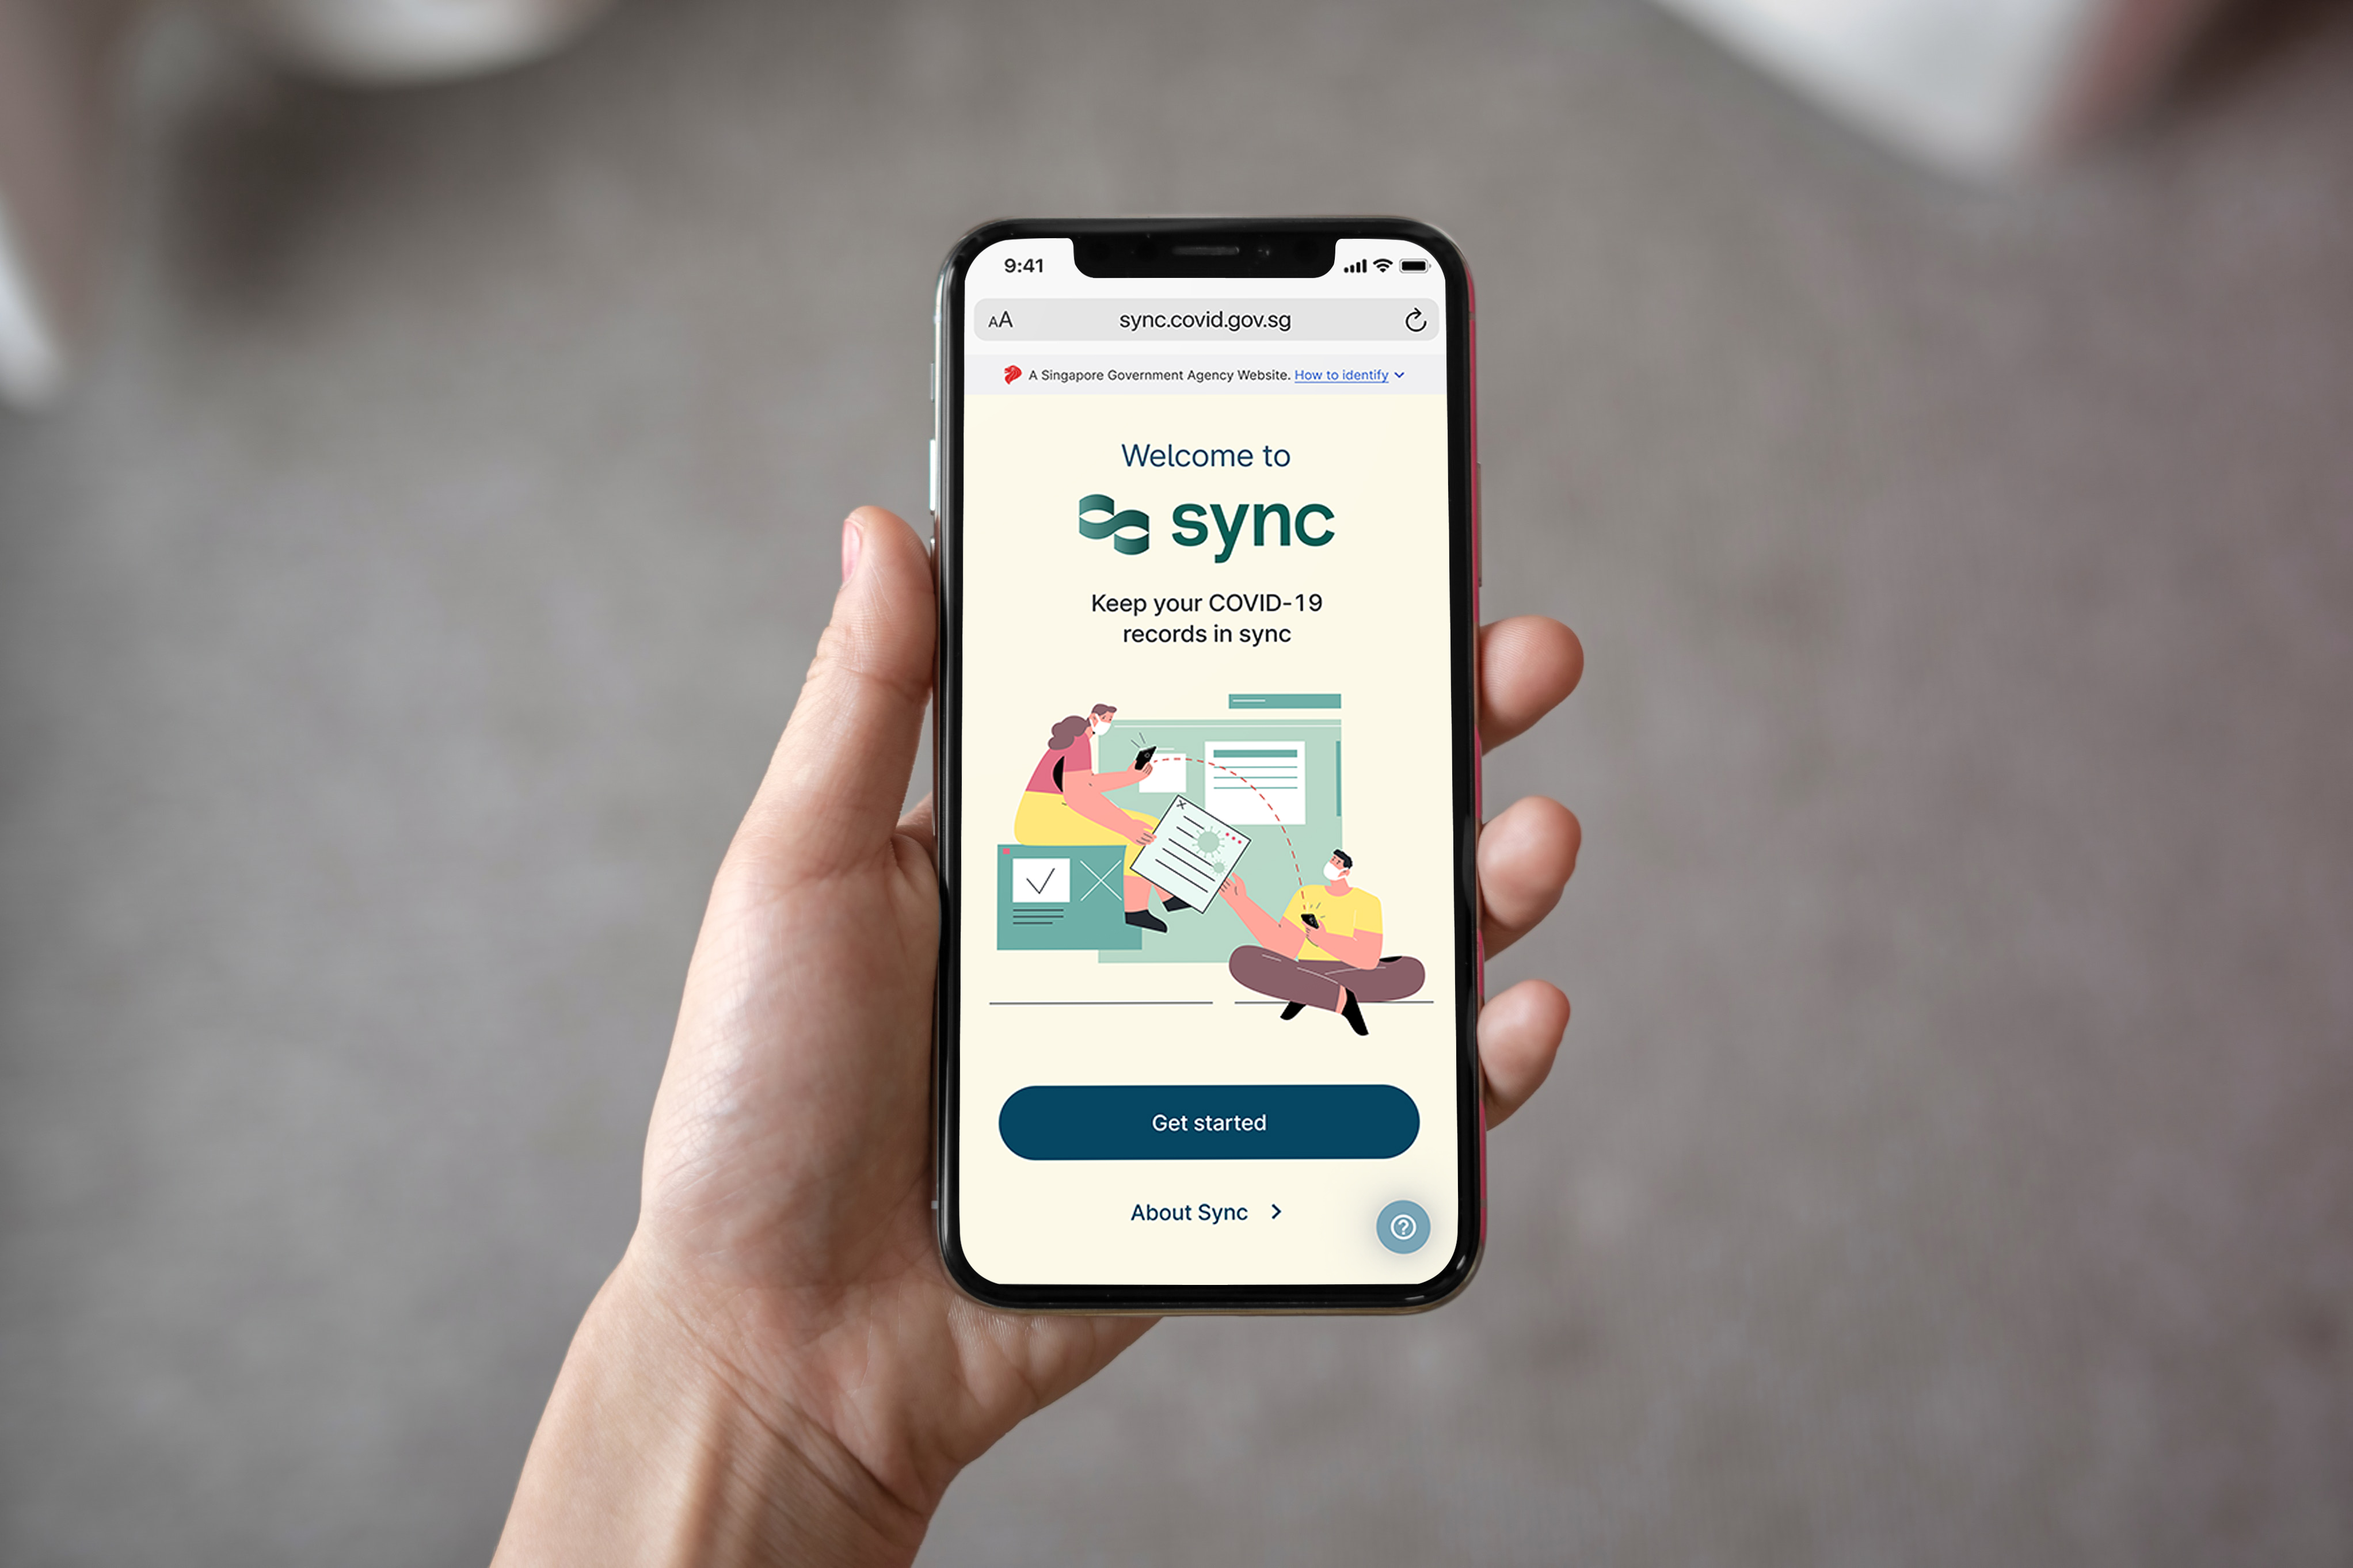 9:41
AA sync.covid.gov.sg
A Singapore Government Agency Website. How to identify
Welcome to
sync
Keep your COVID-19
records in sync
Get started
About Sync
?